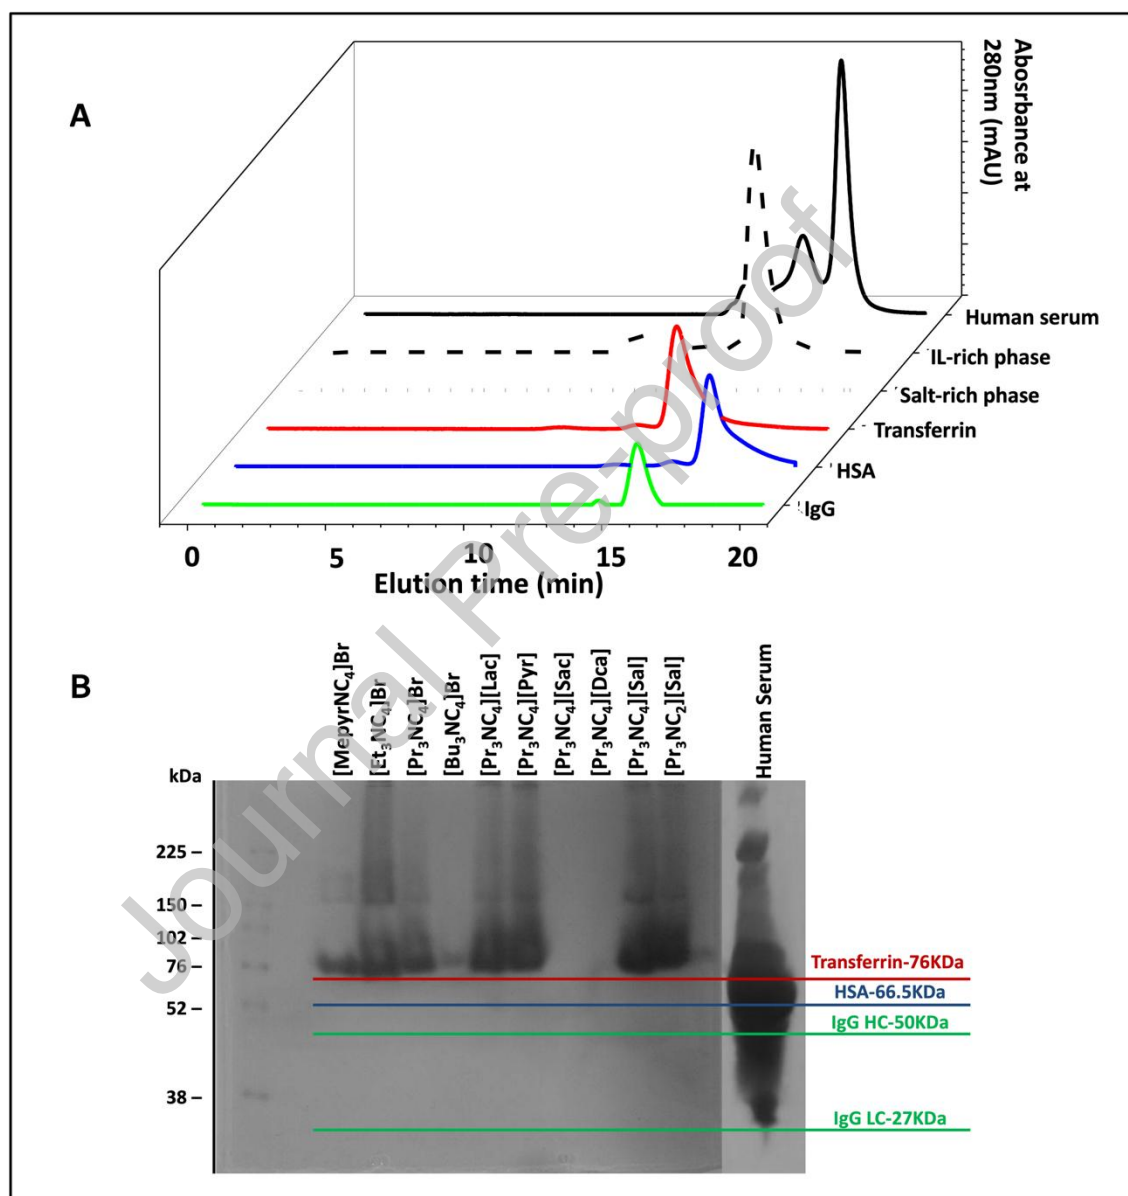 A
Abosrbance at
280nm (mAU)
Human serum
IL-rich phase
Salt-rich phase
Transferrin
HSA
IgG
0 5 10 15 20
Elution time (min)
B
[MepyrNC4]Br
[Et3NC4]Br
[Pr3NC4]Br
[Bu3NC4]Br
[Pr3NC4][Lac]
[Pr3NC4][Pyr]
[Pr3NC4][Sac]
[Pr3NC4][Dca]
[Pr3NC4][Sal]
[Pr3NC2][Sal]
Human Serum
kDa
225 –
150 –
102 –
76 –
52 –
38 –
Transferrin-76KDa
HSA-66.5KDa
IgG HC-50KDa
IgG LC-27KDa
Journal Pre-proof